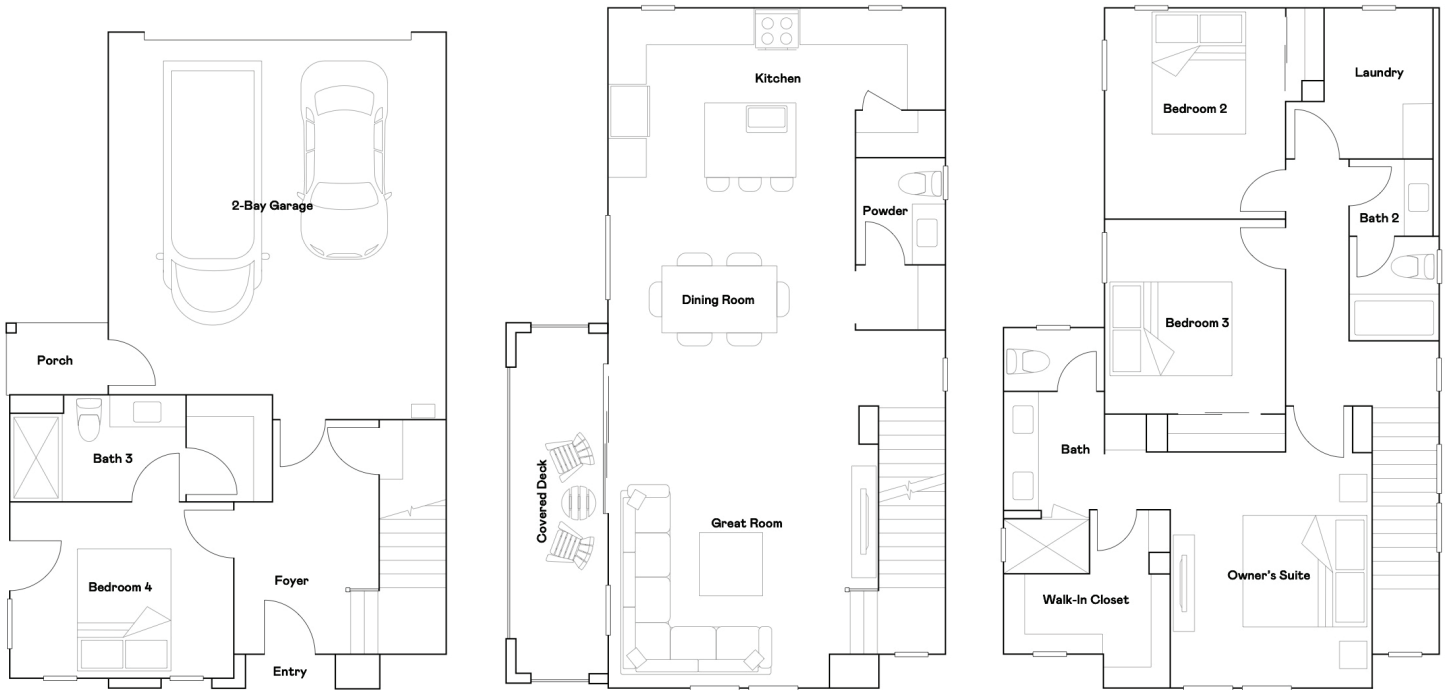 2-Bay Garage
Porch
Bath 3
Bedroom 4
Foyer
Entry
Kitchen
Powder
Dining Room
Covered Deck
Great Room
Bedroom 2
Laundry
Bath 2
Bedroom 3
Bath
Owner's Suite
Walk-In Closet